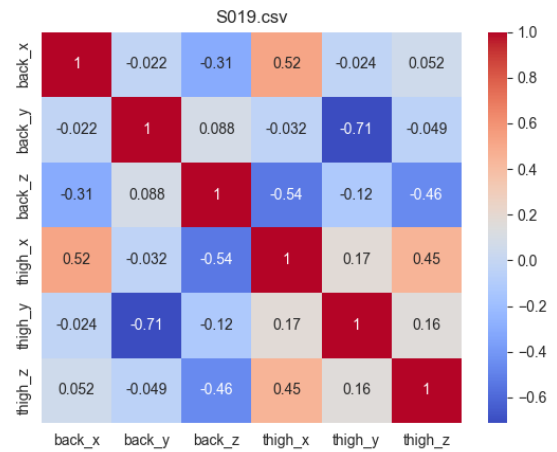 S019.csv
back_x 1 -0.022 -0.31 0.52 -0.024 0.052
back_y -0.022 1 0.088 -0.032 -0.71 -0.049
back_z -0.31 0.088 1 -0.54 -0.12 -0.46
thigh_x 0.52 -0.032 -0.54 1 0.17 0.45
thigh_y -0.024 -0.71 -0.12 0.17 1 0.16
thigh_z 0.052 -0.049 -0.46 0.45 0.16 1
back_x back_y back_z thigh_x thigh_y thigh_z
1.0
0.8
0.6
0.4
0.2
0.0
−0.2
−0.4
−0.6